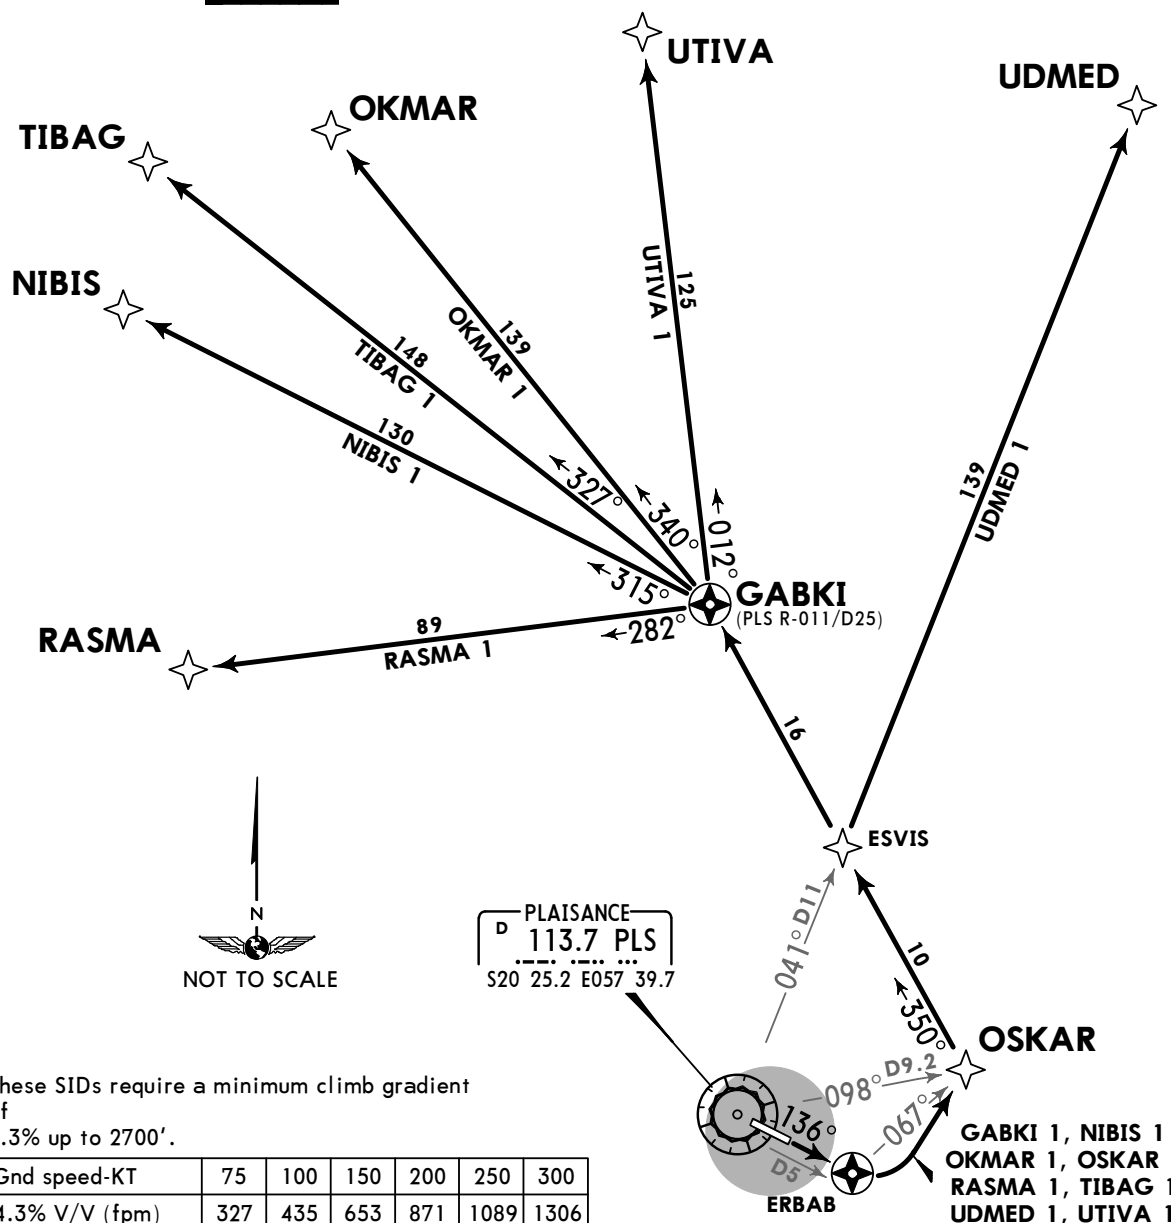 UTIVA
UDMED
OKMAR
TIBAG
NIBIS
UTIVA 1
125
139
OKMAR 1
148
TIBAG 1
130
NIBIS 1
139
UDMED 1
327°
340°
012°
315°
GABKI
(PLS R-011/D25)
282°
RASMA
89
RASMA 1
16
ESVIS
N
NOT TO SCALE
PLAISANCE
D 113.7 PLS
S20 25.2 E057 39.7
041° D11
10
350°
OSKAR
098° D9.2
067°
136°
D5
ERBAB
GABKI 1, NIBIS 1
OKMAR 1, OSKAR
RASMA 1, TIBAG 1
UDMED 1, UTIVA 1
hese SIDs require a minimum climb gradient
f
.3% up to 2700'.
Gnd speed-KT 75 100 150 200 250 300
4.3% V/V (fpm) 327 435 653 871 1089 1306